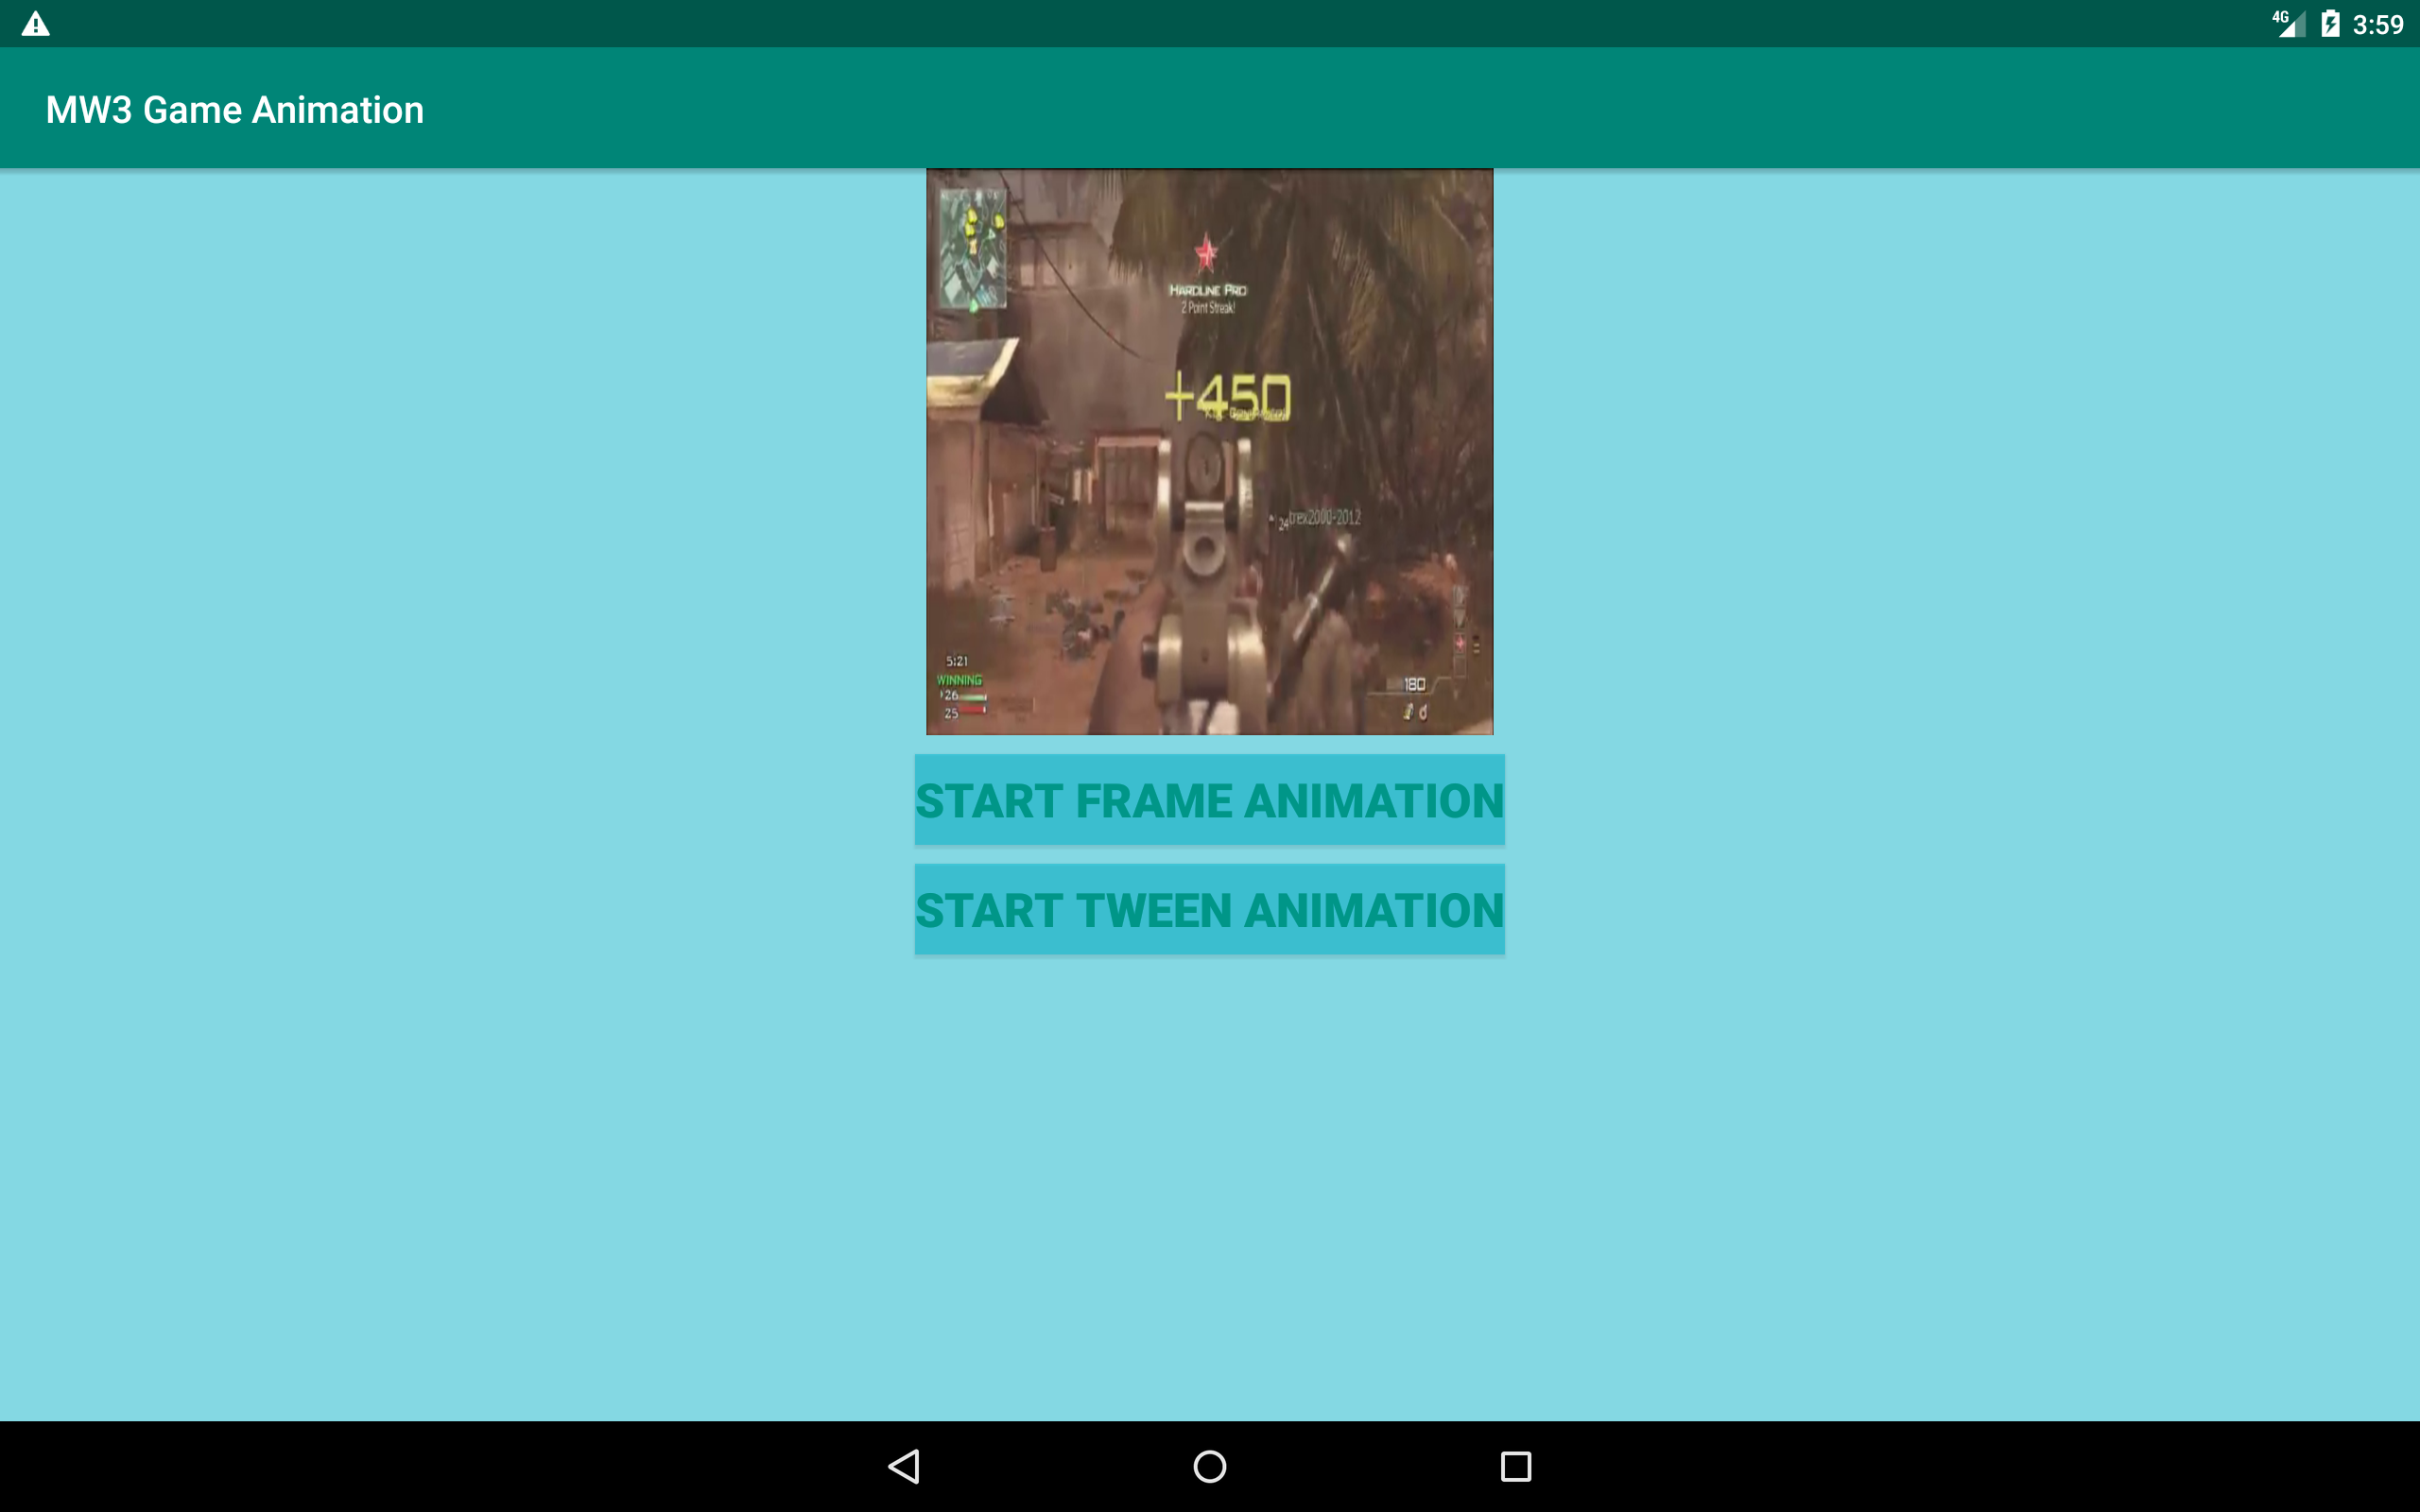 4G 3:59
MW3 Game Animation
HARDLINE PRO
2 Point Streak!
+450
24 trex2000-2012
5:21
WINNING
26
25
180
START FRAME ANIMATION
START TWEEN ANIMATION